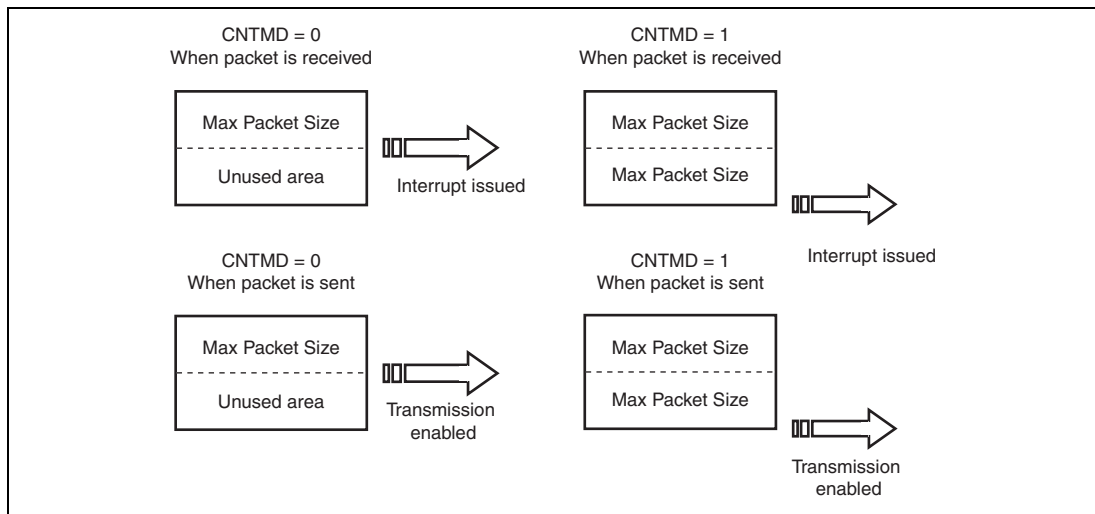 CNTMD = 0
When packet is received
Max Packet Size
Unused area
Interrupt issued
CNTMD = 1
When packet is received
Max Packet Size
Max Packet Size
Interrupt issued
CNTMD = 0
When packet is sent
Max Packet Size
Unused area
Transmission
enabled
CNTMD = 1
When packet is sent
Max Packet Size
Max Packet Size
Transmission
enabled